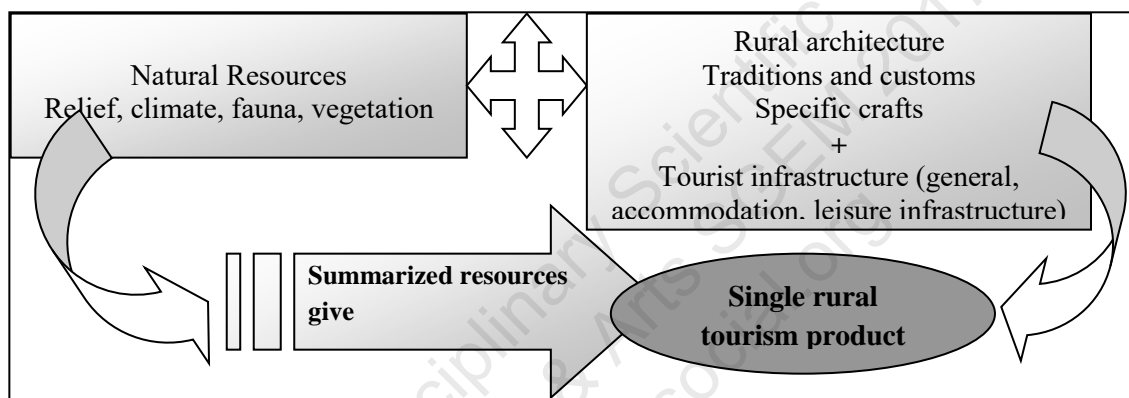 Natural Resources
Relief, climate, fauna, vegetation
Rural architecture
Traditions and customs
Specific crafts
+
Tourist infrastructure (general,
accommodation, leisure infrastructure)
Summarized resources
give
Single rural
tourism product